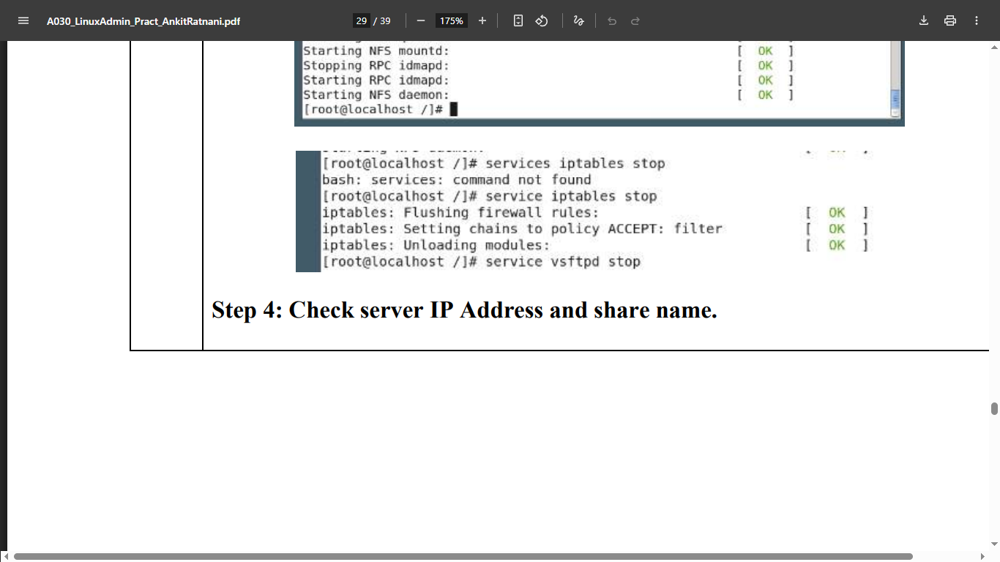 A030_LinuxAdmin_Pract_AnkitRatnani.pdf
29 / 39
175%
Starting NFS mountd: [ OK ]
Stopping RPC idmapd: [ OK ]
Starting RPC idmapd: [ OK ]
Starting NFS daemon: [ OK ]
[root@localhost /]#
[root@localhost /]# services iptables stop
bash: services: command not found
[root@localhost /]# service iptables stop
iptables: Flushing firewall rules: [ OK ]
iptables: Setting chains to policy ACCEPT: filter [ OK ]
iptables: Unloading modules: [ OK ]
[root@localhost /]# service vsftpd stop
Step 4: Check server IP Address and share name.